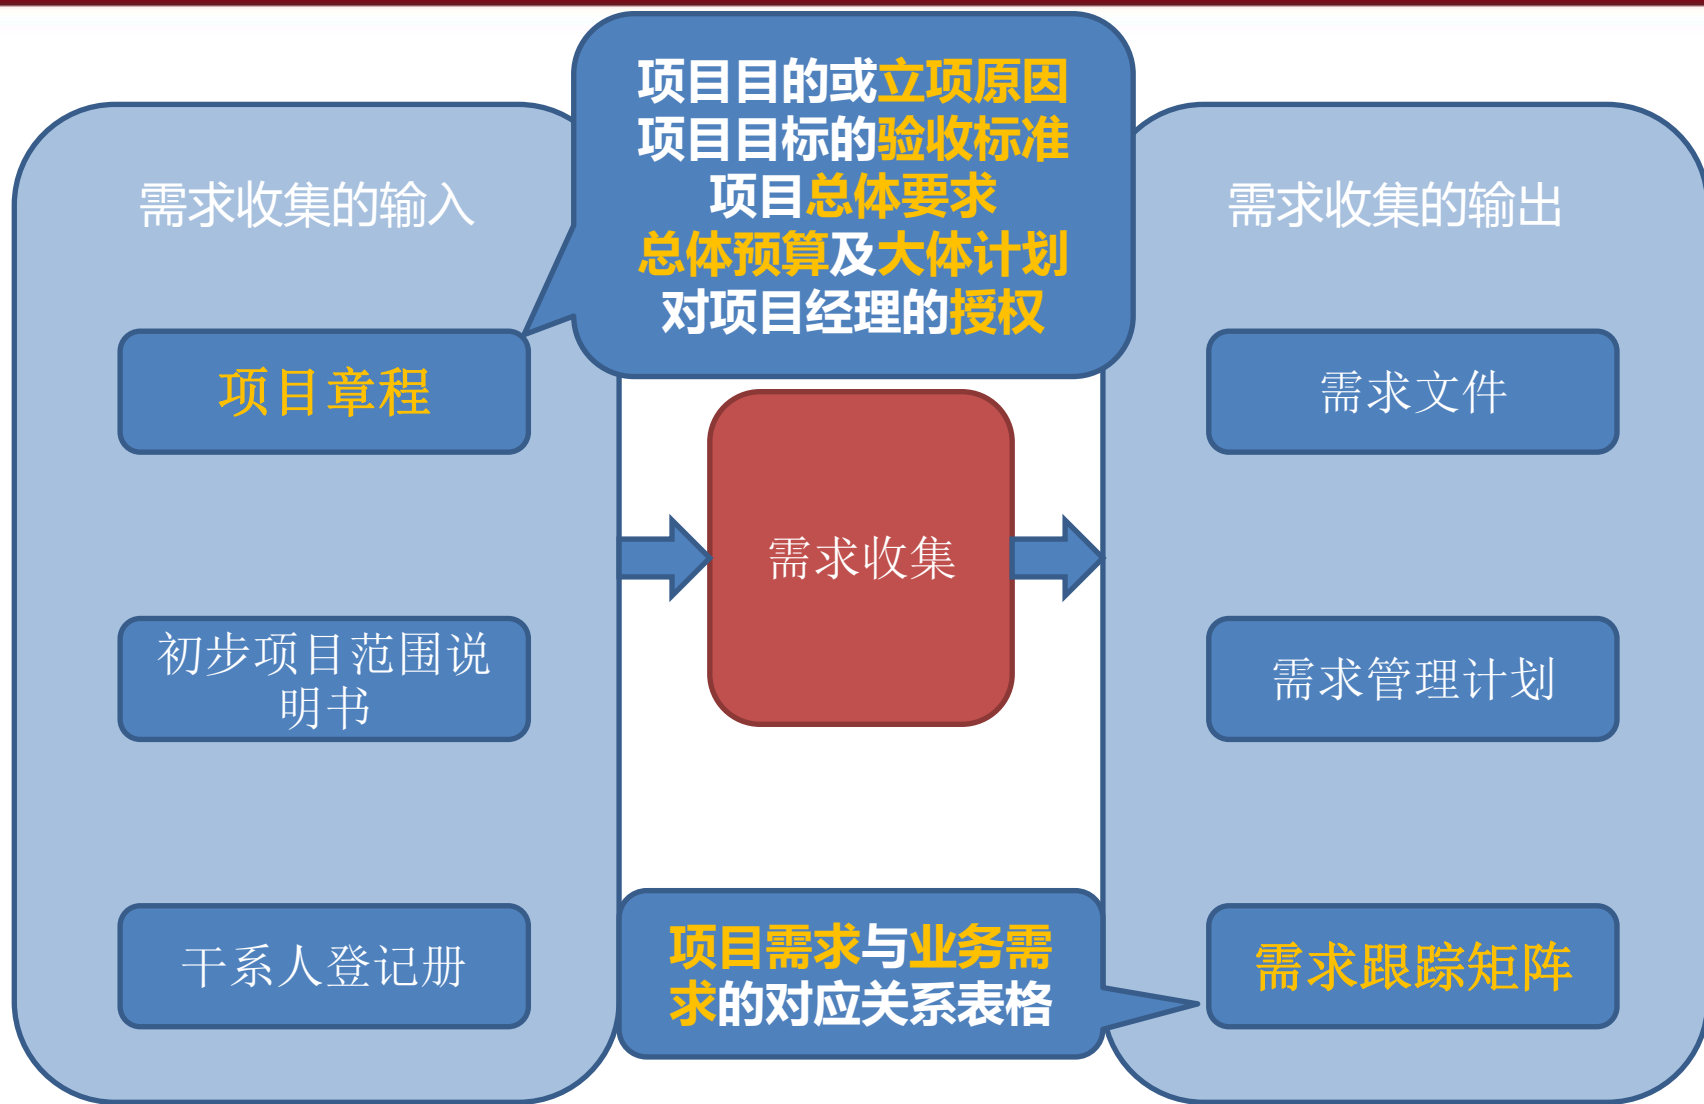 项目目的或立项原因
项目目标的验收标准
项目总体要求
总体预算及大体计划
对项目经理的授权
需求收集的输入
项目章程
初步项目范围说
明书
干系人登记册
需求收集
项目需求与业务需
求的对应关系表格
需求收集的输出
需求文件
需求管理计划
需求跟踪矩阵